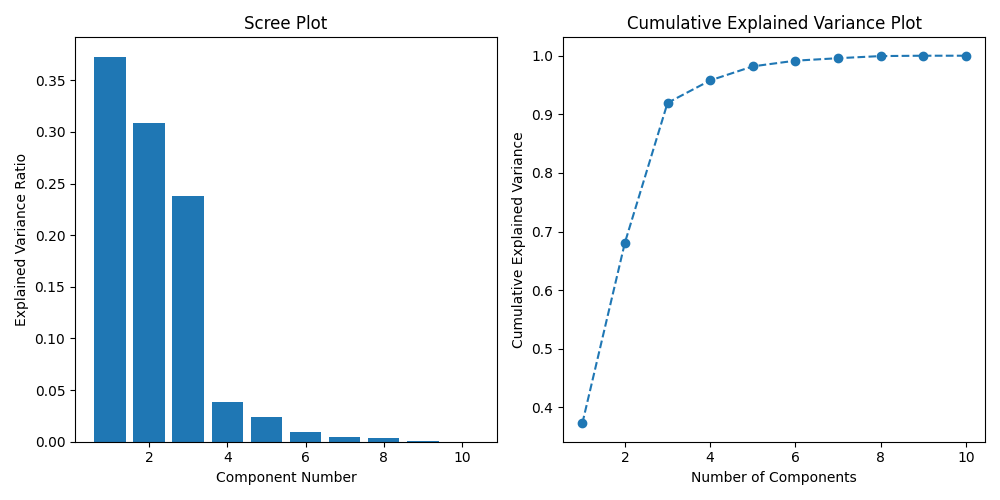 Scree Plot
Explained Variance Ratio
0.35
0.30
0.25
0.20
0.15
0.10
0.05
0.00
2 4 6 8 10
Component Number
Cumulative Explained Variance Plot
Cumulative Explained Variance
1.0
0.9
0.8
0.7
0.6
0.5
0.4
2 4 6 8 10
Number of Components